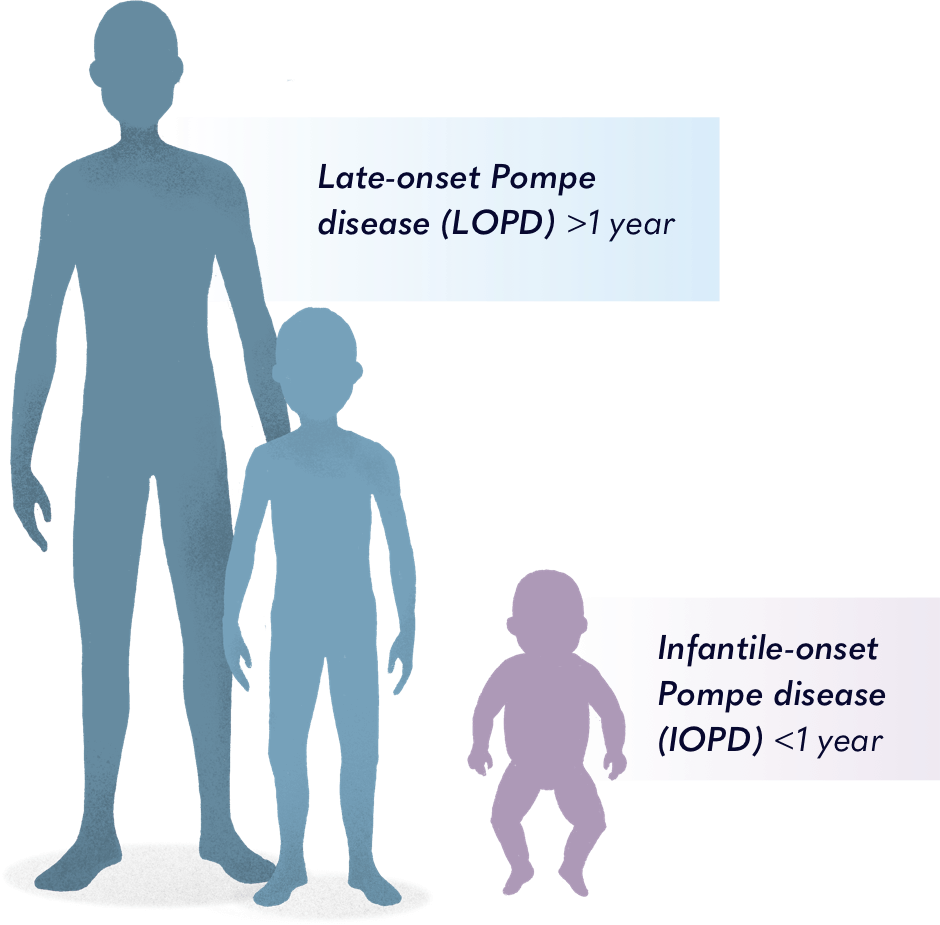 Late-onset Pompe
disease (LOPD) >1 year
Infantile-onset
Pompe disease
(IOPD) <1 year